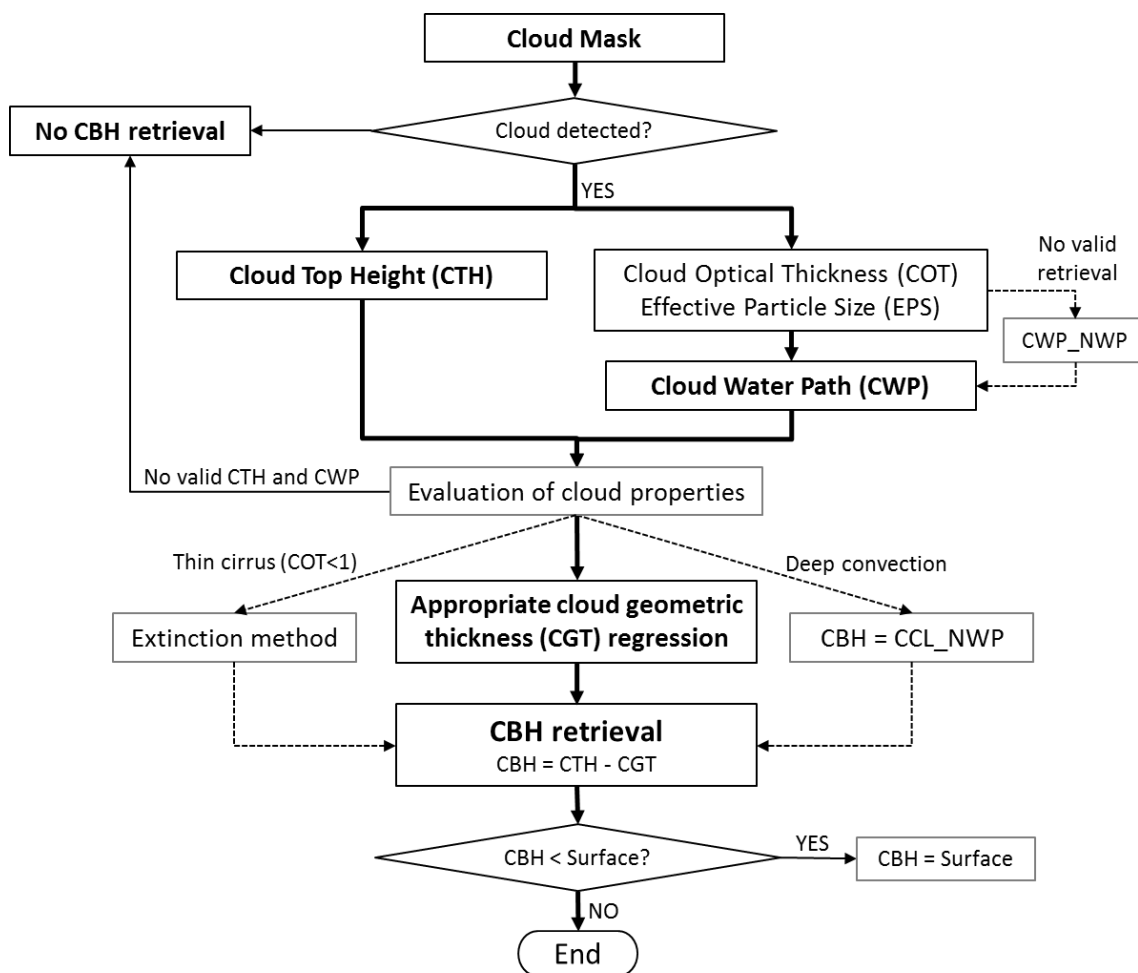 Cloud Mask
No CBH retrieval
Cloud detected?
YES
Cloud Top Height (CTH)
Cloud Optical Thickness (COT)
Effective Particle Size (EPS)
No valid
retrieval
CWP_NWP
Cloud Water Path (CWP)
No valid CTH and CWP
Evaluation of cloud properties
Thin cirrus (COT<1)
Deep convection
Extinction method
Appropriate cloud geometric
thickness (CGT) regression
CBH = CCL_NWP
CBH retrieval
CBH = CTH - CGT
CBH < Surface?
YES
CBH = Surface
NO
End